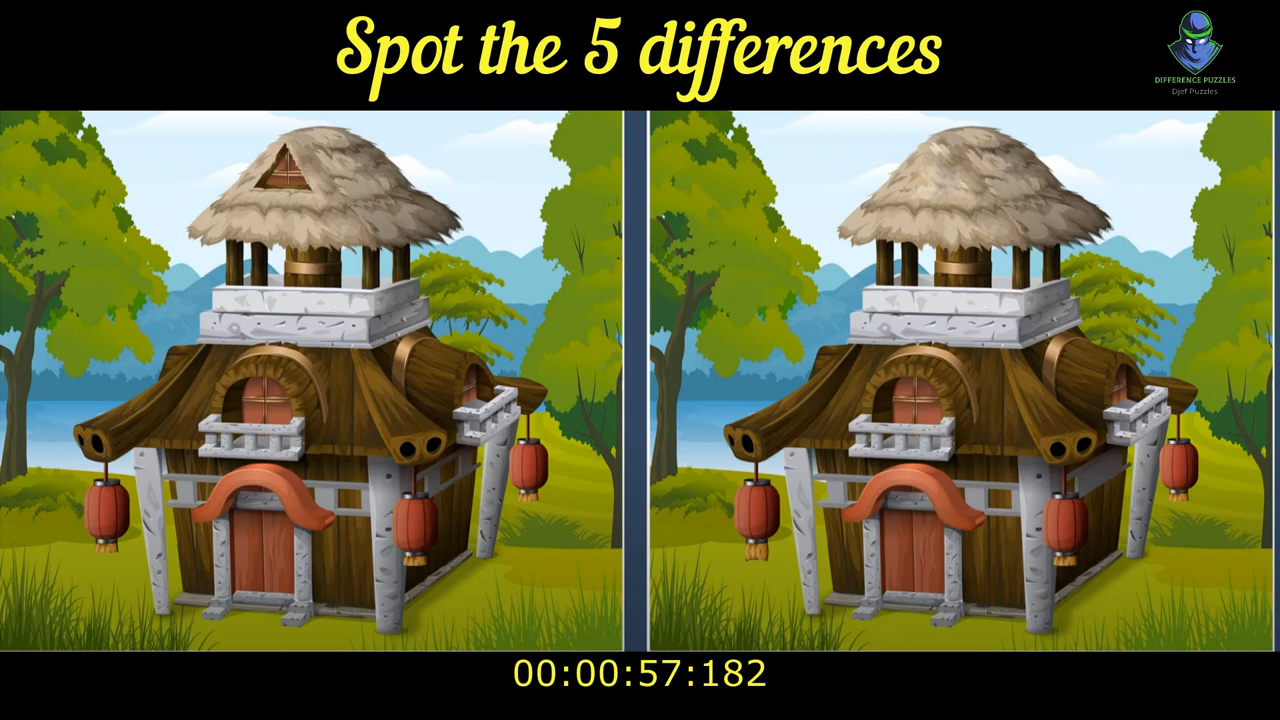 Spot the 5 differences
DIFFERENCE PUZZLES
Djef Puzzles
00:00:57:182